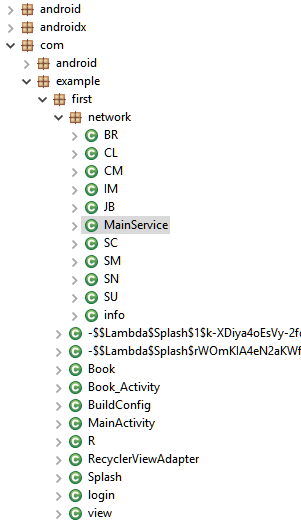 android
androidx
com
android
example
first
network
BR
CL
CM
IM
JB
MainService
SC
SM
SN
SU
info
-$$Lambda$Splash$1$k-XDiya4oEsVy-2fc
-$$Lambda$Splash$rWOmKIA4eN2aKWf
Book
Book_Activity
BuildConfig
MainActivity
R
RecyclerViewAdapter
Splash
login
view